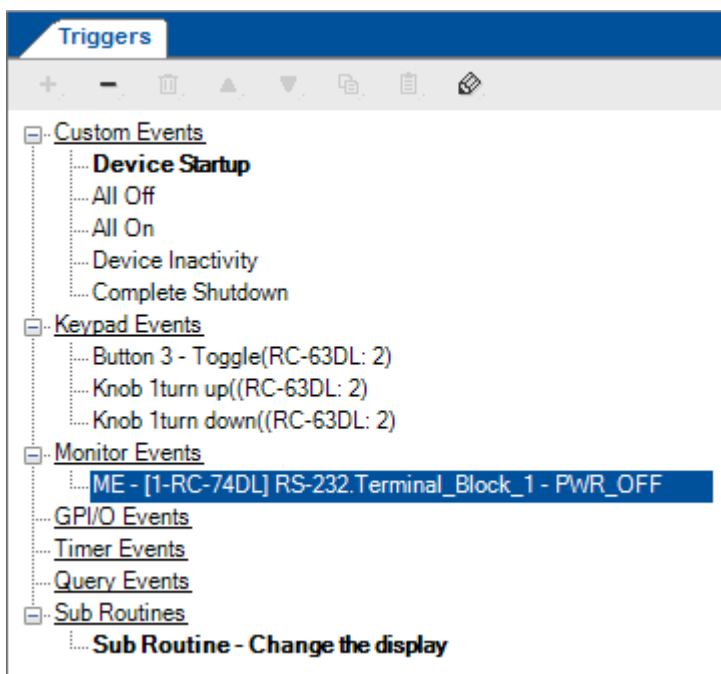 Triggers
Custom Events
Device Startup
All Off
All On
Device Inactivity
Complete Shutdown
Keypad Events
Button 3 - Toggle(RC-63DL: 2)
Knob 1turn up((RC-63DL: 2)
Knob 1turn down((RC-63DL: 2)
Monitor Events
ME - [1-RC-74DL] RS-232.Terminal_Block_1 - PWR_OFF
GPI/O Events
Timer Events
Query Events
Sub Routines
Sub Routine - Change the display